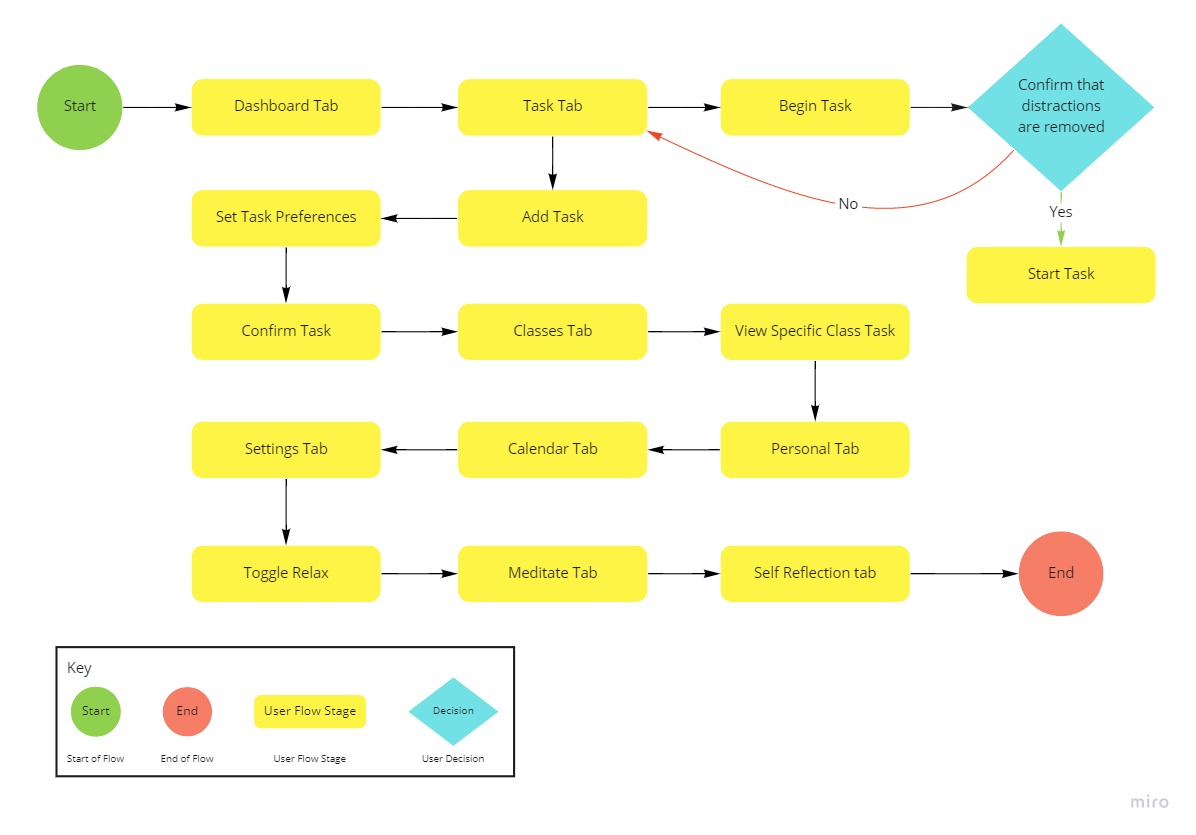 Start
Dashboard Tab
Task Tab
Begin Task
Confirm that
distractions
are removed
No
Yes
Set Task Preferences
Add Task
Start Task
Confirm Task
Classes Tab
View Specific Class Task
Settings Tab
Calendar Tab
Personal Tab
Toggle Relax
Meditate Tab
Self Reflection tab
End
Key
Start
End
User Flow Stage
Decision
Start of Flow
End of Flow
User Flow Stage
User Decision
miro